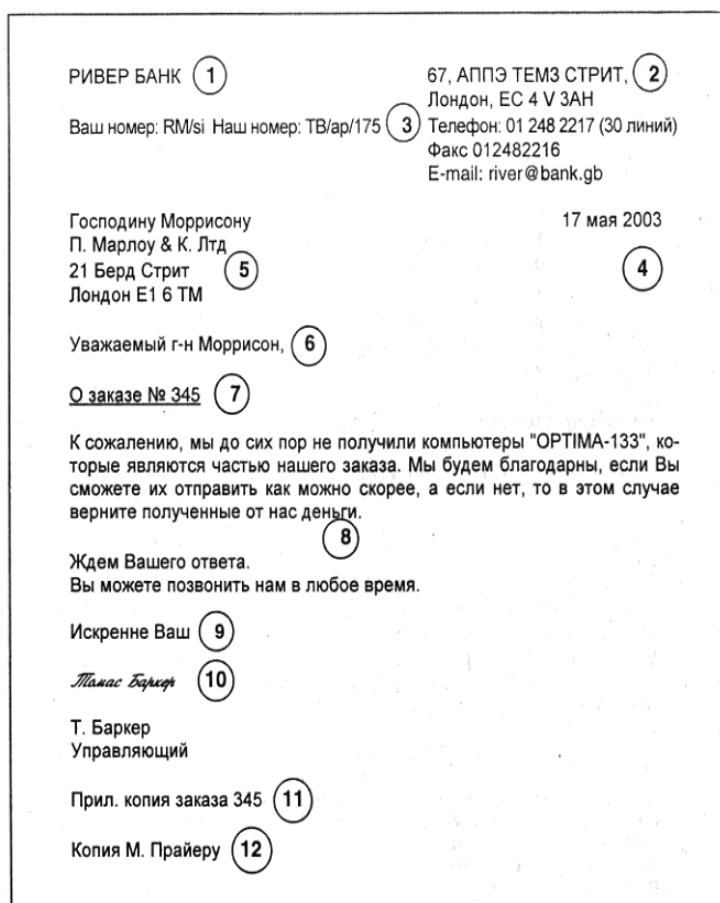 РИВЕР БАНК 1
67, АППЭ ТЕМЗ СТРИТ, 2
Лондон, ЕС 4 V 3АН
Ваш номер: RM/si Наш номер: TB/ap/175 3
Телефон: 01 248 2217 (30 линий)
Факс 012482216
E-mail: river@bank.gb
Господину Моррисону
17 мая 2003
П. Марлоу & К. Лтд
21 Берд Стрит 5
4
Лондон Е1 6 ТМ
Уважаемый г-н Моррисон, 6
О заказе № 345 7
К сожалению, мы до сих пор не получили компьютеры "OPTIMA-133", ко-
торые являются частью нашего заказа. Мы будем благодарны, если Вы
сможете их отправить как можно скорее, а если нет, то в этом случае
верните полученные от нас деньги.
8
Ждем Вашего ответа.
Вы можете позвонить нам в любое время.
Искренне Ваш 9
Томас Баркер 10
Т. Баркер
Управляющий
Прил. копия заказа 345 11
Копия М. Прайеру 12